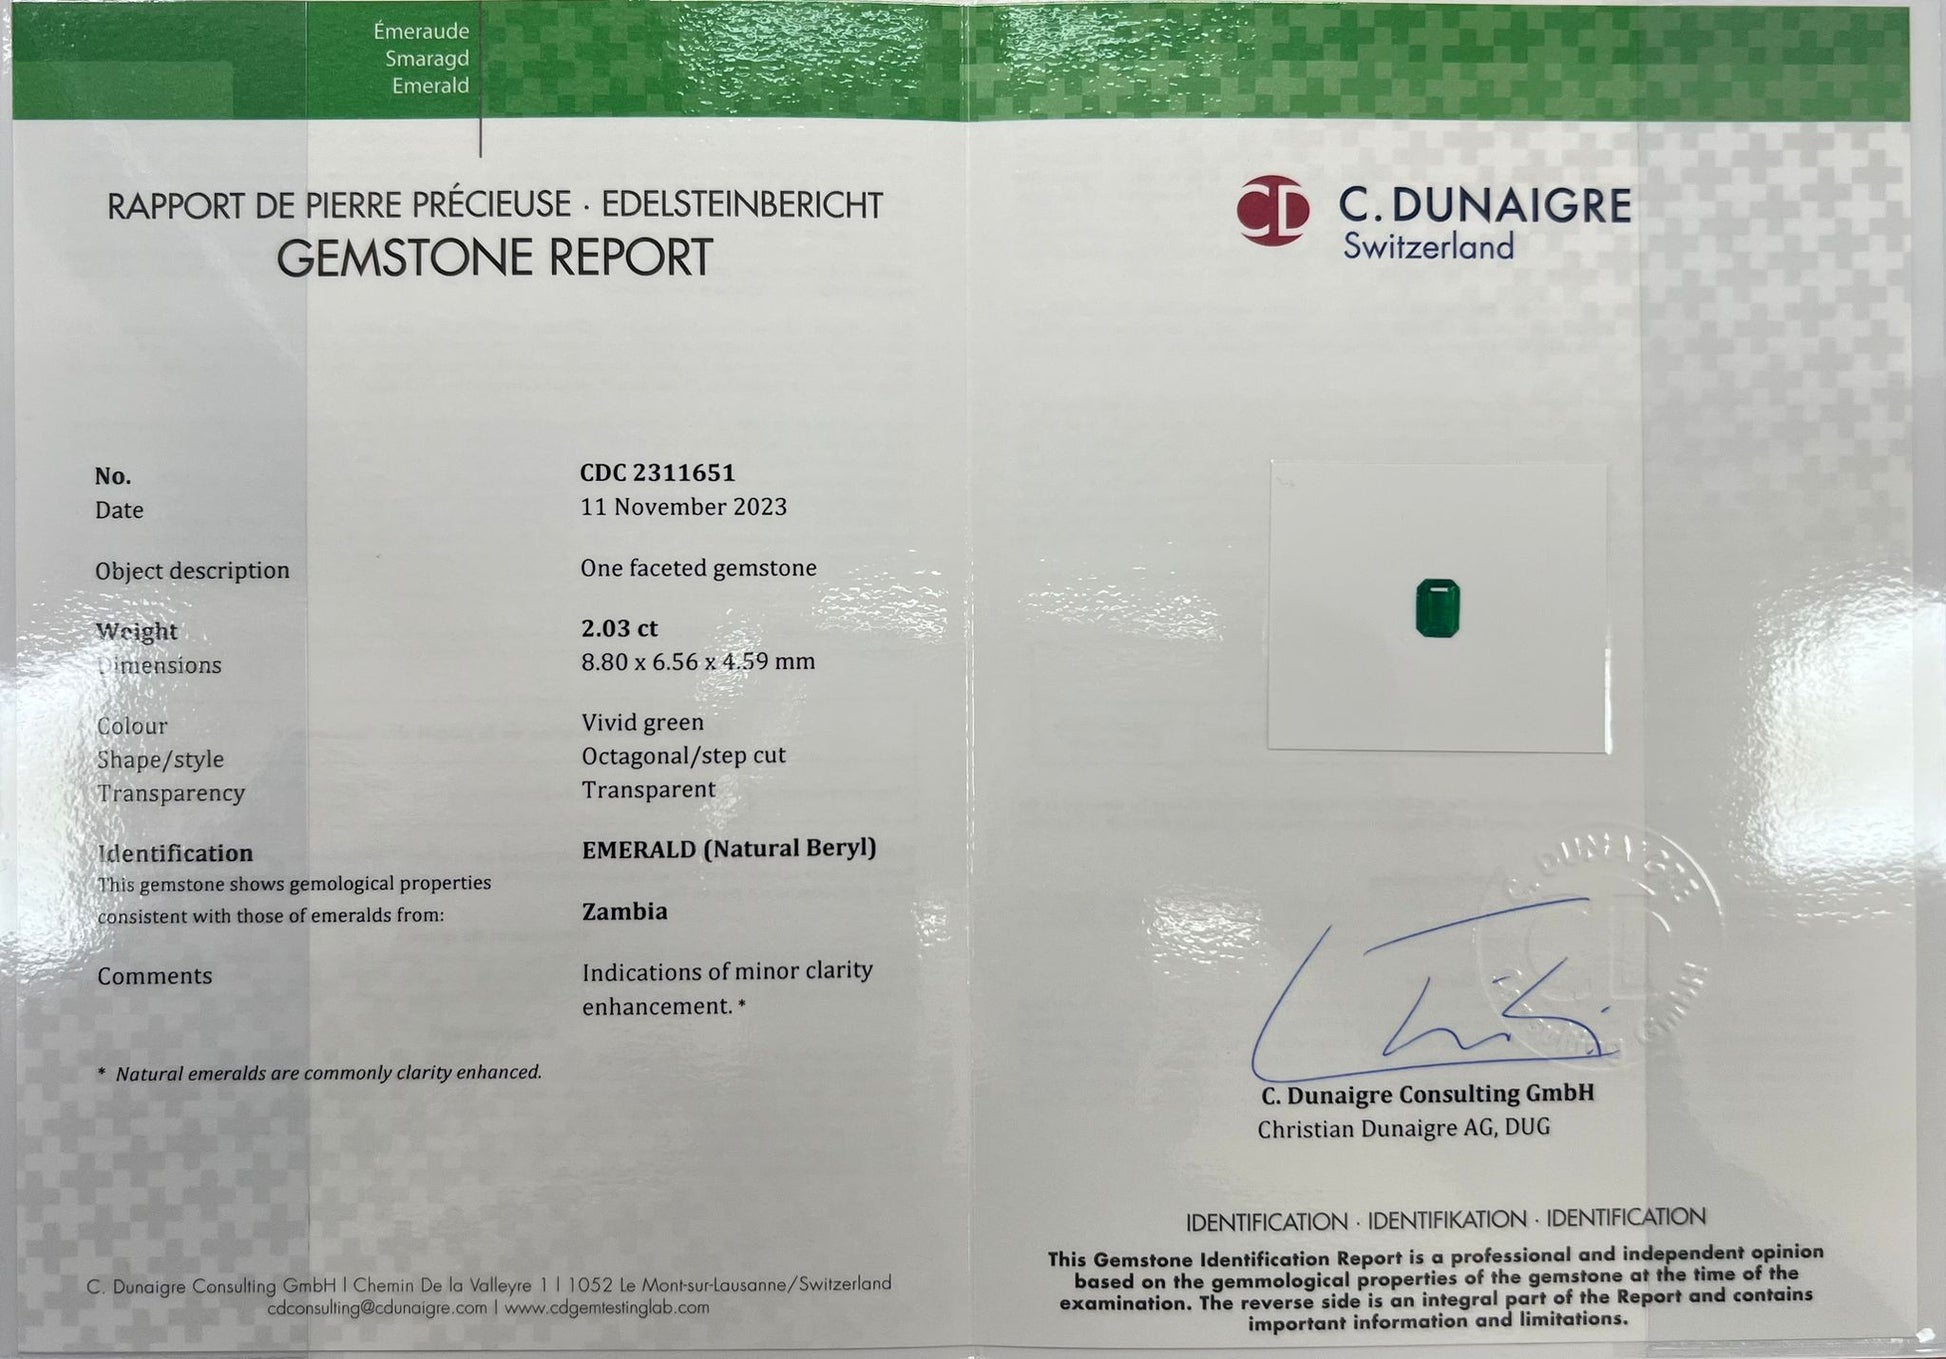 Émeraude
Smaragd
Emerald
RAPPORT DE PIERRE PRÉCIEUSE · EDELSTEINBERICHT
GEMSTONE REPORT
CD C. DUNAIGRE
Switzerland
No. CDC 2311651
Date 11 November 2023
Object description One faceted gemstone
Weight 2.03 ct
Dimensions 8.80 x 6.56 x 4.59 mm
Colour Vivid green
Shape/style Octagonal/step cut
Transparency Transparent
Identification EMERALD (Natural Beryl)
This gemstone shows gemological properties
consistent with those of emeralds from: Zambia
Comments Indications of minor clarity
enhancement. *
* Natural emeralds are commonly clarity enhanced.
C. Dunaigre Consulting GmbH | Chemin De la Valleyre 1 | 1052 Le Mont-sur-Lausanne/Switzerland
cdconsulting@cdunaigre.com | www.cdgemtestinglab.com
C. DUNAIGRE
CD
GmbH
C. Dunaigre Consulting GmbH
Christian Dunaigre AG, DUG
IDENTIFICATION · IDENTIFIKATION · IDENTIFICATION
This Gemstone Identification Report is a professional and independent opinion
based on the gemmological properties of the gemstone at the time of the
examination. The reverse side is an integral part of the Report and contains
important information and limitations.